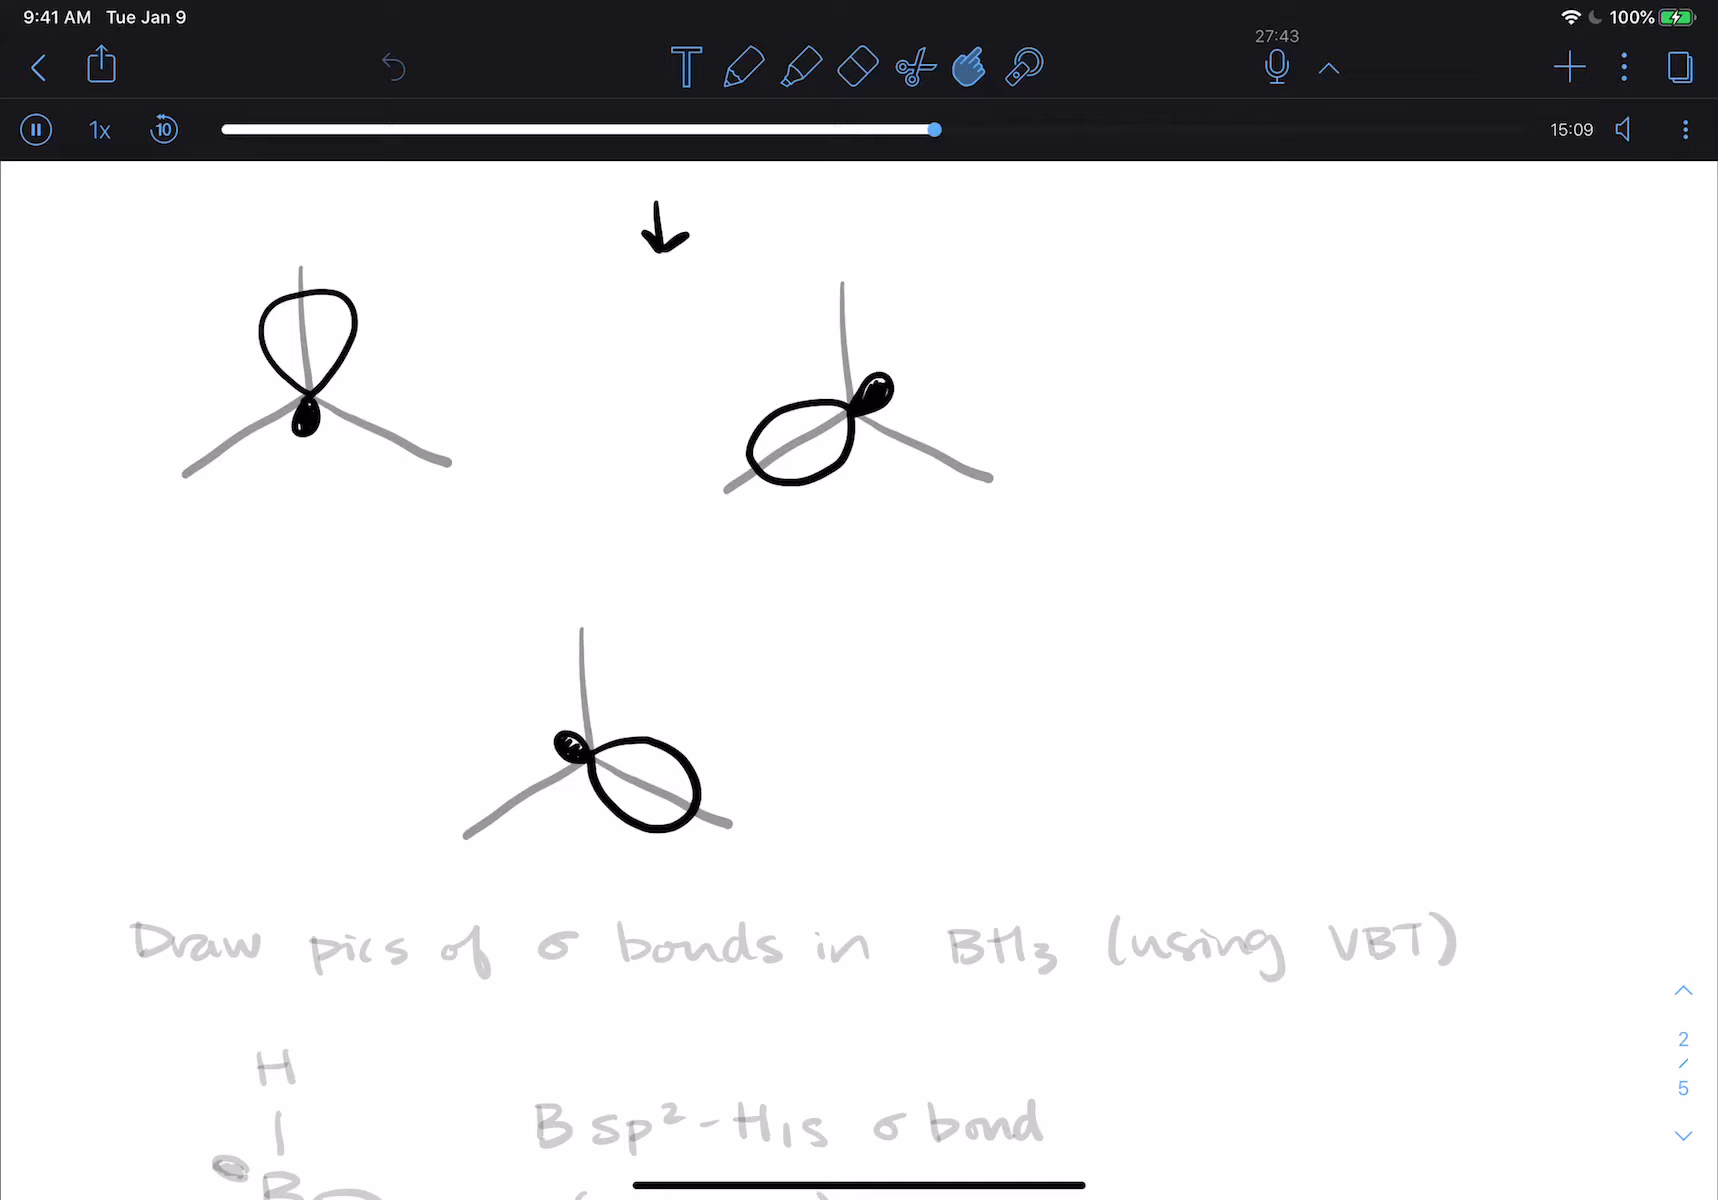 9:41 AM Tue Jan 9 100%
27:43
T
1x 10 15:09
Draw pics of σ bonds in BH₃ (using VBT)
2
/
5
H
B sp² - H 1s σ bond
B